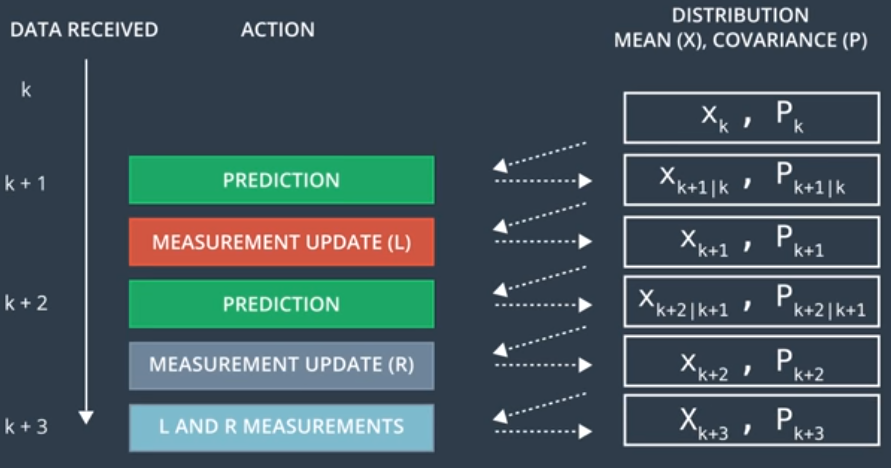 DATA RECEIVED ACTION DISTRIBUTION
MEAN (X), COVARIANCE (P)
k x_k , P_k
k + 1 PREDICTION x_k+1|k , P_k+1|k
MEASUREMENT UPDATE (L) x_k+1 , P_k+1
k + 2 PREDICTION x_k+2|k+1 , P_k+2|k+1
MEASUREMENT UPDATE (R) x_k+2 , P_k+2
k + 3 L AND R MEASUREMENTS X_k+3 , P_k+3